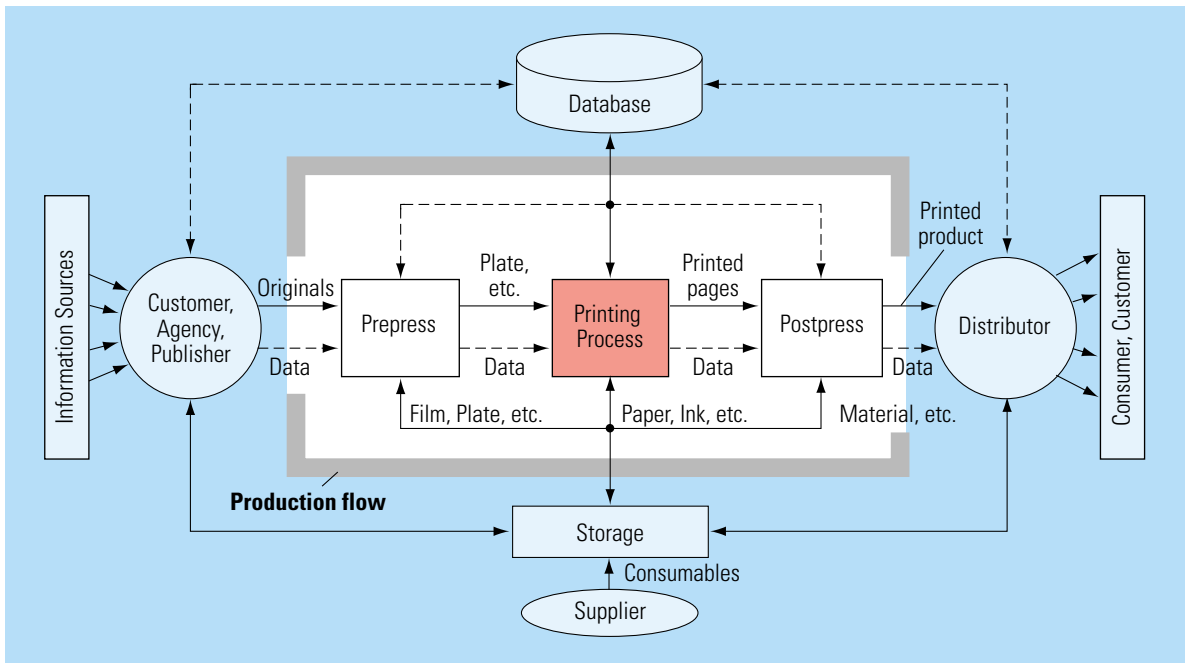 Database
Information Sources
Customer,
Agency,
Publisher
Originals
Data
Prepress
Plate,
etc.
Data
Printing
Process
Printed
pages
Data
Postpress
Printed
product
Data
Distributor
Consumer, Customer
Film, Plate, etc.
Paper, Ink, etc.
Material, etc.
Production flow
Storage
Consumables
Supplier